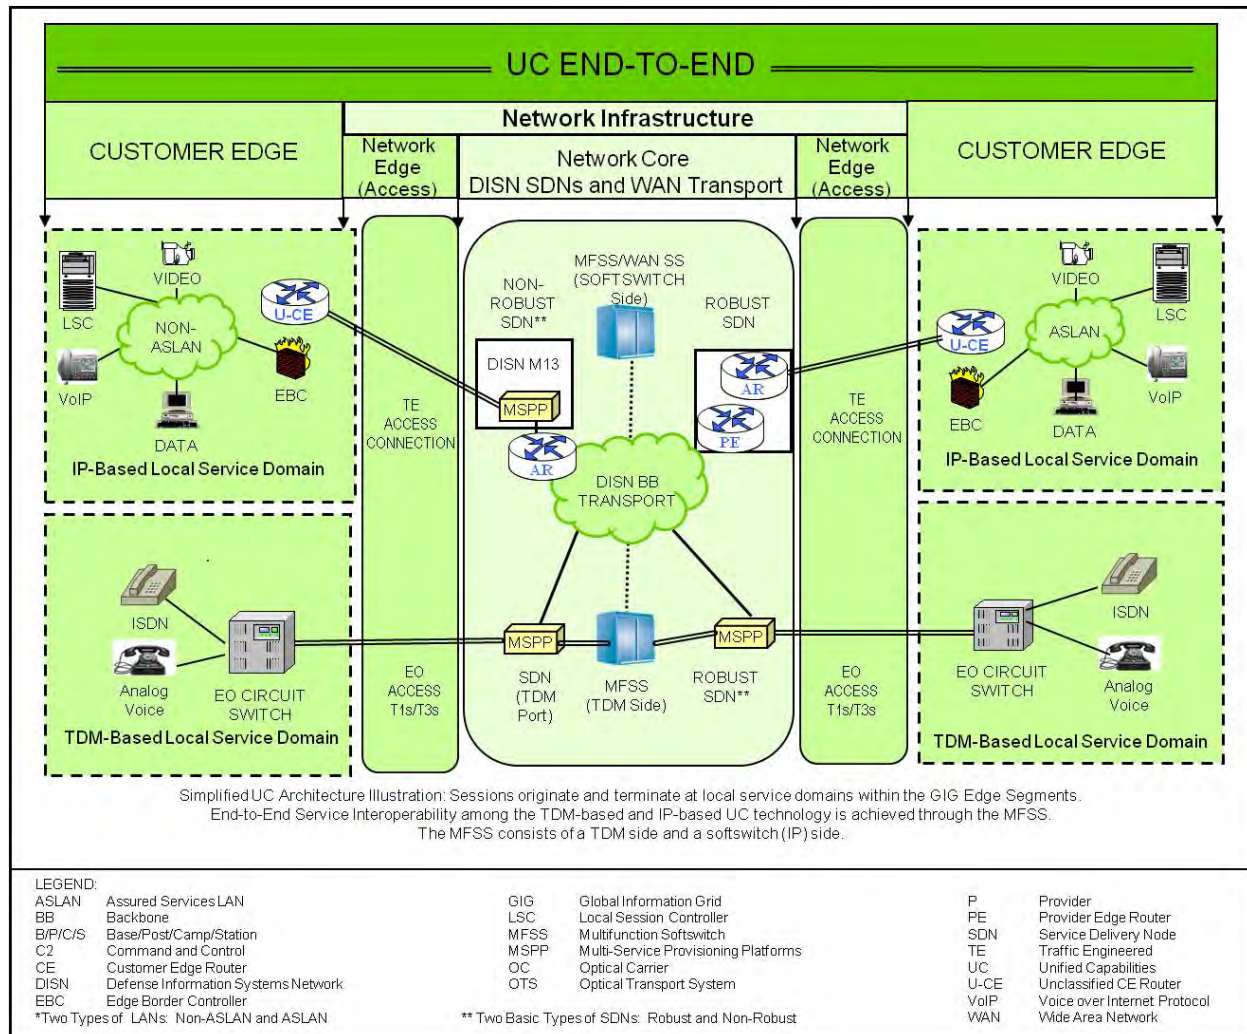 UC END-TO-END
Network Infrastructure
CUSTOMER EDGE
Network
Edge
(Access)
Network Core
DISN SDNs and WAN Transport
Network
Edge
(Access)
CUSTOMER EDGE
LSC
VIDEO
NON-
ASLAN
U-CE
VoIP
EBC
DATA
IP-Based Local Service Domain
TE
ACCESS
CONNECTION
NON-
ROBUST
SDN**
MFSS/WAN SS
(SOFTSWITCH
Side)
ROBUST
SDN
DISN M13
MSPP
AR
AR
PE
DISN BB
TRANSPORT
TE
ACCESS
CONNECTION
VIDEO
LSC
U-CE
ASLAN
EBC
VoIP
DATA
IP-Based Local Service Domain
ISDN
Analog
Voice
EO CIRCUIT
SWITCH
TDM-Based Local Service Domain
EO
ACCESS
T1s/T3s
MSPP
SDN
(TDM
Port)
MFSS
(TDM Side)
MSPP
ROBUST
SDN**
EO
ACCESS
T1s/T3s
EO CIRCUIT
SWITCH
ISDN
Analog
Voice
TDM-Based Local Service Domain
Simplified UC Architecture Illustration: Sessions originate and terminate at local service domains within the GIG Edge Segments.
End-to-End Service Interoperability among the TDM-based and IP-based UC technology is achieved through the MFSS.
The MFSS consists of a TDM side and a softswitch (IP) side.
LEGEND:
ASLAN Assured Services LAN
BB Backbone
B/P/C/S Base/Post/Camp/Station
C2 Command and Control
CE Customer Edge Router
DISN Defense Information Systems Network
EBC Edge Border Controller
*Two Types of LANs: Non-ASLAN and ASLAN
GIG Global Information Grid
LSC Local Session Controller
MFSS Multifunction Softswitch
MSPP Multi-Service Provisioning Platforms
OC Optical Carrier
OTS Optical Transport System
** Two Basic Types of SDNs: Robust and Non-Robust
P Provider
PE Provider Edge Router
SDN Service Delivery Node
TE Traffic Engineered
UC Unified Capabilities
U-CE Unclassified CE Router
VoIP Voice over Internet Protocol
WAN Wide Area Network